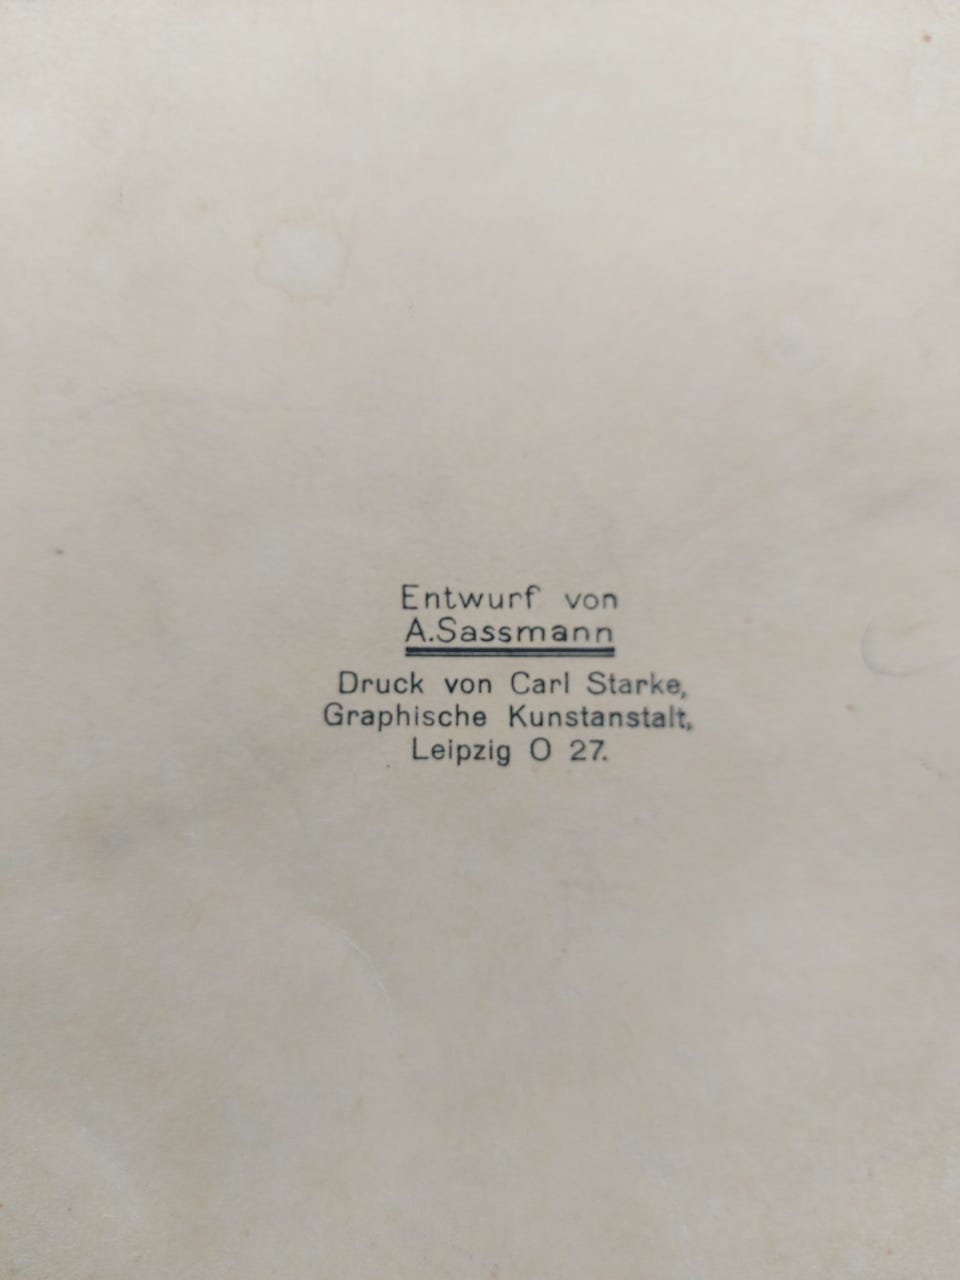 Entwurf von
A.Sassmann
Druck von Carl Starke,
Graphische Kunstanstalt,
Leipzig O 27.